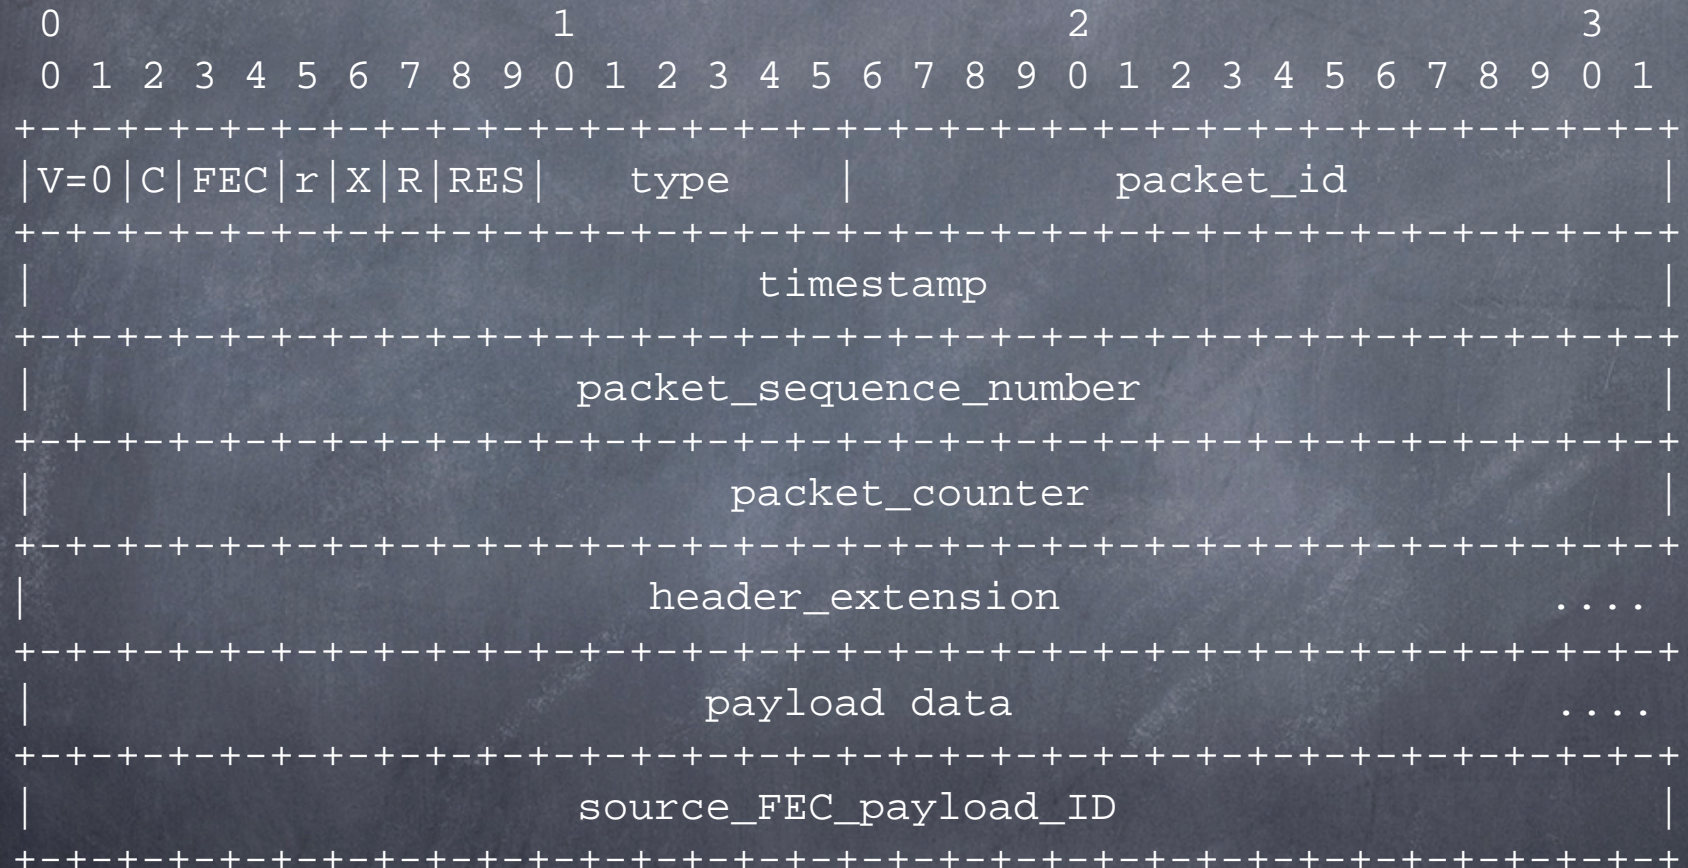 0                   1                   2                   3
 0 1 2 3 4 5 6 7 8 9 0 1 2 3 4 5 6 7 8 9 0 1 2 3 4 5 6 7 8 9 0 1
+-+-+-+-+-+-+-+-+-+-+-+-+-+-+-+-+-+-+-+-+-+-+-+-+-+-+-+-+-+-+-+-+
|V=0|C|FEC|r|X|R|RES|   type    |          packet_id            |
+-+-+-+-+-+-+-+-+-+-+-+-+-+-+-+-+-+-+-+-+-+-+-+-+-+-+-+-+-+-+-+-+
|                            timestamp                          |
+-+-+-+-+-+-+-+-+-+-+-+-+-+-+-+-+-+-+-+-+-+-+-+-+-+-+-+-+-+-+-+-+
|                     packet_sequence_number                    |
+-+-+-+-+-+-+-+-+-+-+-+-+-+-+-+-+-+-+-+-+-+-+-+-+-+-+-+-+-+-+-+-+
|                           packet_counter                      |
+-+-+-+-+-+-+-+-+-+-+-+-+-+-+-+-+-+-+-+-+-+-+-+-+-+-+-+-+-+-+-+-+
|                        header_extension                   ....
+-+-+-+-+-+-+-+-+-+-+-+-+-+-+-+-+-+-+-+-+-+-+-+-+-+-+-+-+-+-+-+-+
|                          payload data                     ....
+-+-+-+-+-+-+-+-+-+-+-+-+-+-+-+-+-+-+-+-+-+-+-+-+-+-+-+-+-+-+-+-+
|                     source_FEC_payload_ID                     |
+-+-+-+-+-+-+-+-+-+-+-+-+-+-+-+-+-+-+-+-+-+-+-+-+-+-+-+-+-+-+-+-+